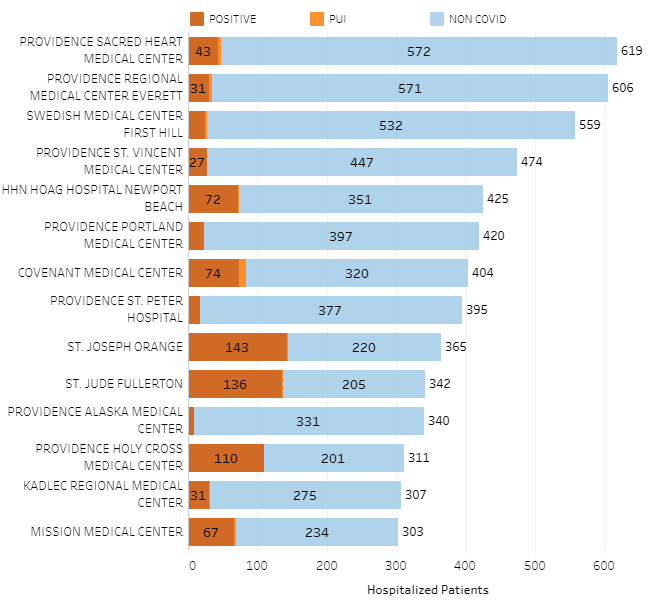 POSITIVE PUI NON COVID
PROVIDENCE SACRED HEART
MEDICAL CENTER
43 572 619
PROVIDENCE REGIONAL
MEDICAL CENTER EVERETT
31 571 606
SWEDISH MEDICAL CENTER
FIRST HILL
532 559
PROVIDENCE ST. VINCENT
MEDICAL CENTER
27 447 474
HHN HOAG HOSPITAL NEWPORT
BEACH
72 351 425
PROVIDENCE PORTLAND
MEDICAL CENTER
397 420
COVENANT MEDICAL CENTER 74 320 404
PROVIDENCE ST. PETER
HOSPITAL
377 395
ST. JOSEPH ORANGE 143 220 365
ST. JUDE FULLERTON 136 205 342
PROVIDENCE ALASKA MEDICAL
CENTER
331 340
PROVIDENCE HOLY CROSS
MEDICAL CENTER
110 201 311
KADLEC REGIONAL MEDICAL
CENTER
31 275 307
MISSION MEDICAL CENTER 67 234 303
0 100 200 300 400 500 600
Hospitalized Patients